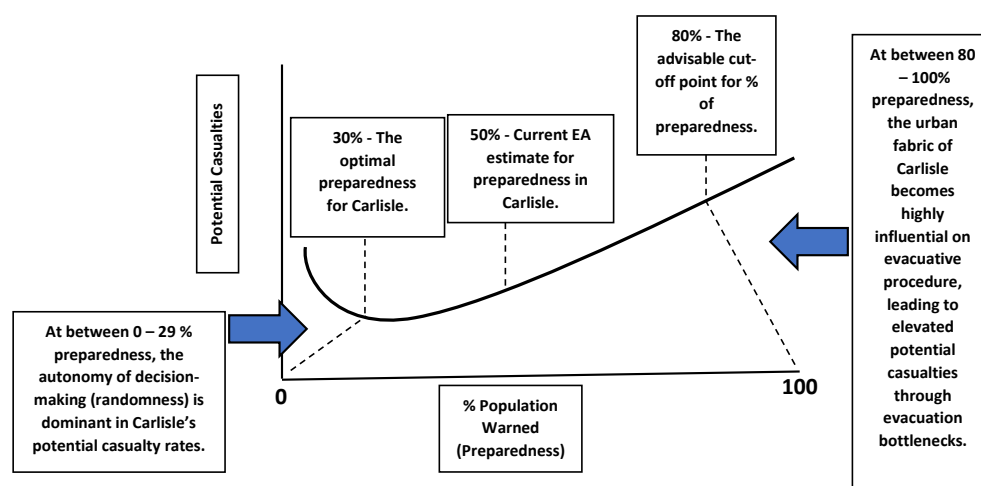 Potential Casualties
30% - The
optimal
preparedness
for Carlisle.
50% - Current EA
estimate for
preparedness in
Carlisle.
80% - The
advisable cut-
off point for %
of
preparedness.
At between 80
– 100%
preparedness,
the urban
fabric of
Carlisle
becomes
highly
influential on
evacuative
procedure,
leading to
elevated
potential
casualties
through
evacuation
bottlenecks.
At between 0 – 29 %
preparedness, the
autonomy of decision-
making (randomness) is
dominant in Carlisle’s
potential casualty rates.
0
100
% Population
Warned
(Preparedness)